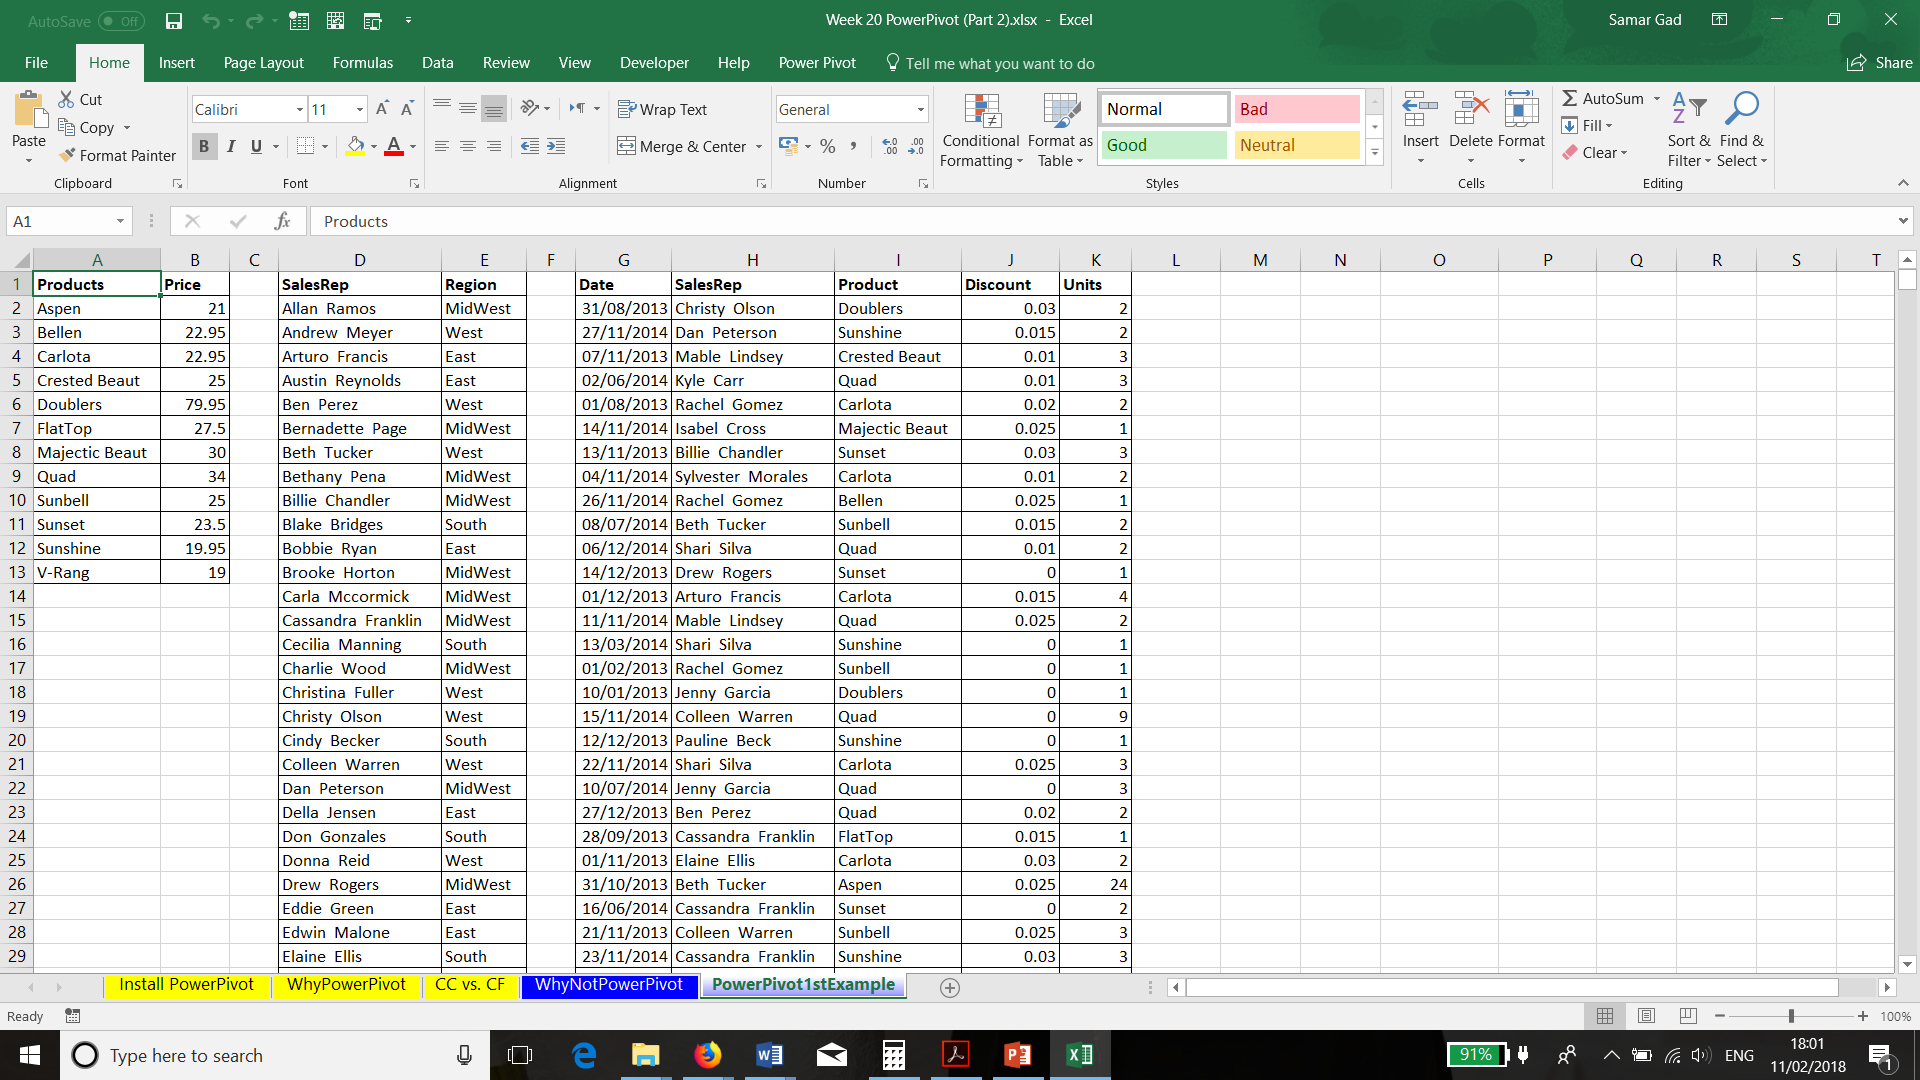 AutoSave Off
Week 20 PowerPivot (Part 2).xlsx - Excel
Samar Gad
File Home Insert Page Layout Formulas Data Review View Developer Help Power Pivot Tell me what you want to do Share
Paste
Cut
Copy
Format Painter
Clipboard
Calibri 11
B I U
Font
Wrap Text
Merge & Center
Alignment
General
% , .00 .00
Number
Conditional Formatting
Format as Table
Normal Bad
Good Neutral
Styles
Insert Delete Format
Cells
AutoSum
Fill
Clear
Sort & Filter
Find & Select
Editing
A1 fx Products
A B C D E F G H I J K L M N O P Q R S T
1 Products Price SalesRep Region Date SalesRep Product Discount Units
2 Aspen 21 Allan Ramos MidWest 31/08/2013 Christy Olson Doublers 0.03 2
3 Bellen 22.95 Andrew Meyer West 27/11/2014 Dan Peterson Sunshine 0.015 2
4 Carlota 22.95 Arturo Francis East 07/11/2013 Mable Lindsey Crested Beaut 0.01 3
5 Crested Beaut 25 Austin Reynolds East 02/06/2014 Kyle Carr Quad 0.01 3
6 Doublers 79.95 Ben Perez West 01/08/2013 Rachel Gomez Carlota 0.02 2
7 FlatTop 27.5 Bernadette Page MidWest 14/11/2014 Isabel Cross Majectic Beaut 0.025 1
8 Majectic Beaut 30 Beth Tucker West 13/11/2013 Billie Chandler Sunset 0.03 3
9 Quad 34 Bethany Pena MidWest 04/11/2014 Sylvester Morales Carlota 0.01 2
10 Sunbell 25 Billie Chandler MidWest 26/11/2014 Rachel Gomez Bellen 0.025 1
11 Sunset 23.5 Blake Bridges South 08/07/2014 Beth Tucker Sunbell 0.015 2
12 Sunshine 19.95 Bobbie Ryan East 06/12/2014 Shari Silva Quad 0.01 2
13 V-Rang 19 Brooke Horton MidWest 14/12/2013 Drew Rogers Sunset 0 1
14 Carla Mccormick MidWest 01/12/2013 Arturo Francis Carlota 0.015 4
15 Cassandra Franklin MidWest 11/11/2014 Mable Lindsey Quad 0.025 2
16 Cecilia Manning South 13/03/2014 Shari Silva Sunshine 0 1
17 Charlie Wood MidWest 01/02/2013 Rachel Gomez Sunbell 0 1
18 Christina Fuller West 10/01/2013 Jenny Garcia Doublers 0 1
19 Christy Olson West 15/11/2014 Colleen Warren Quad 0 9
20 Cindy Becker South 12/12/2013 Pauline Beck Sunshine 0 1
21 Colleen Warren West 22/11/2014 Shari Silva Carlota 0.025 3
22 Dan Peterson MidWest 10/07/2014 Jenny Garcia Quad 0 3
23 Della Jensen East 27/12/2013 Ben Perez Quad 0.02 2
24 Don Gonzales South 28/09/2013 Cassandra Franklin FlatTop 0.015 1
25 Donna Reid West 01/11/2013 Elaine Ellis Carlota 0.03 2
26 Drew Rogers MidWest 31/10/2013 Beth Tucker Aspen 0.025 24
27 Eddie Green East 16/06/2014 Cassandra Franklin Sunset 0 2
28 Edwin Malone East 21/11/2013 Colleen Warren Sunbell 0.025 3
29 Elaine Ellis South 23/11/2014 Cassandra Franklin Sunshine 0.03 3
Install PowerPivot WhyPowerPivot CC vs. CF WhyNotPowerPivot PowerPivot1stExample
Ready 100%
Type here to search
91% ENG
18:01
11/02/2018
1